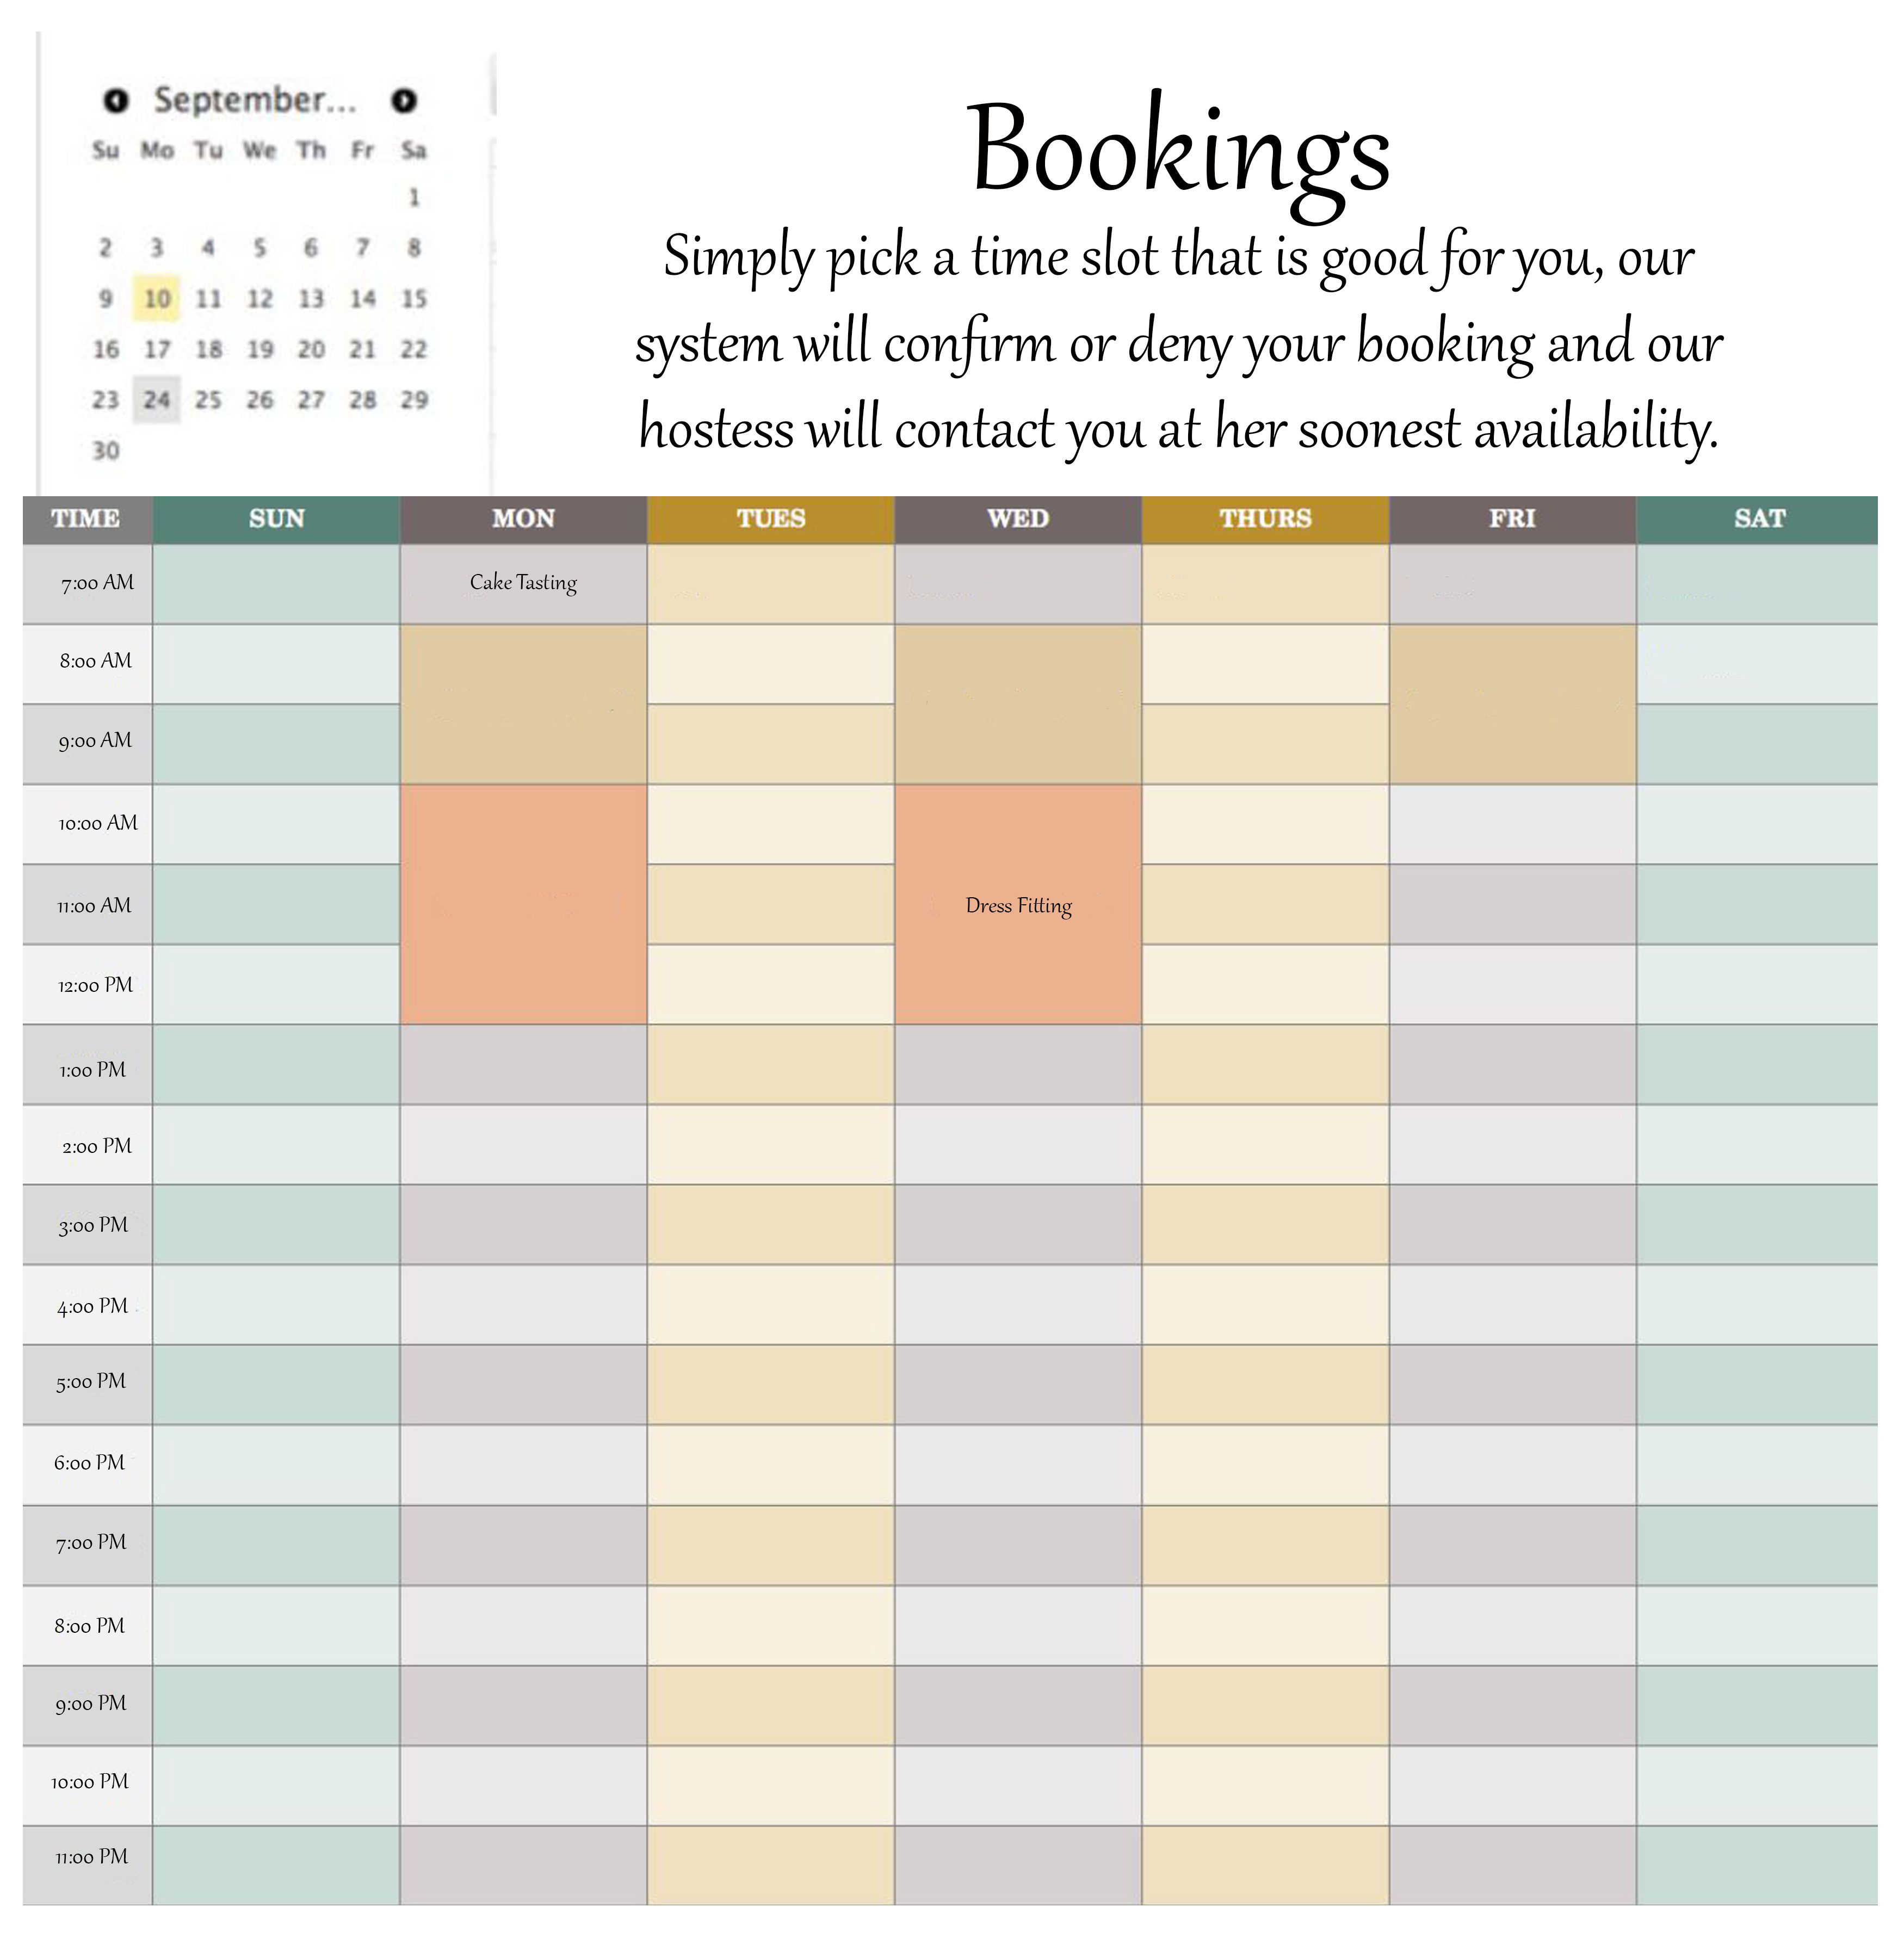 September...
Su Mo Tu We Th Fr Sa
1
2 3 4 5 6 7 8
9 10 11 12 13 14 15
16 17 18 19 20 21 22
23 24 25 26 27 28 29
30
Bookings
Simply pick a time slot that is good for you, our
system will confirm or deny your booking and our
hostess will contact you at her soonest availability.
TIME SUN MON TUES WED THURS FRI SAT
7:00 AM Cake Tasting
8:00 AM
9:00 AM
10:00 AM
11:00 AM Dress Fitting
12:00 PM
1:00 PM
2:00 PM
3:00 PM
4:00 PM
5:00 PM
6:00 PM
7:00 PM
8:00 PM
9:00 PM
10:00 PM
11:00 PM